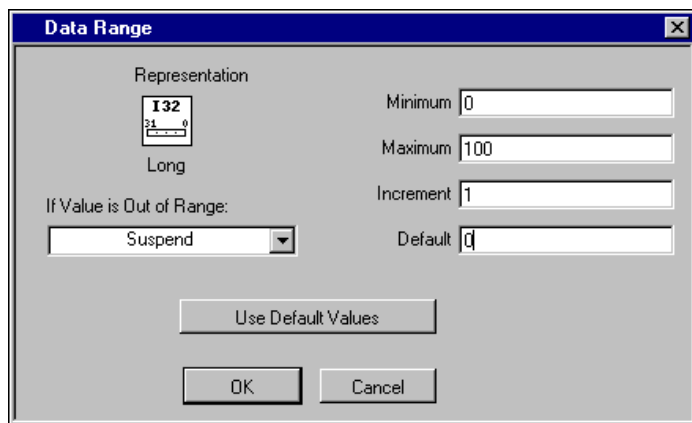 Data Range
Representation
I32
31 0
Long
If Value is Out of Range:
Suspend
Minimum 0
Maximum 100
Increment 1
Default 0
Use Default Values
OK
Cancel